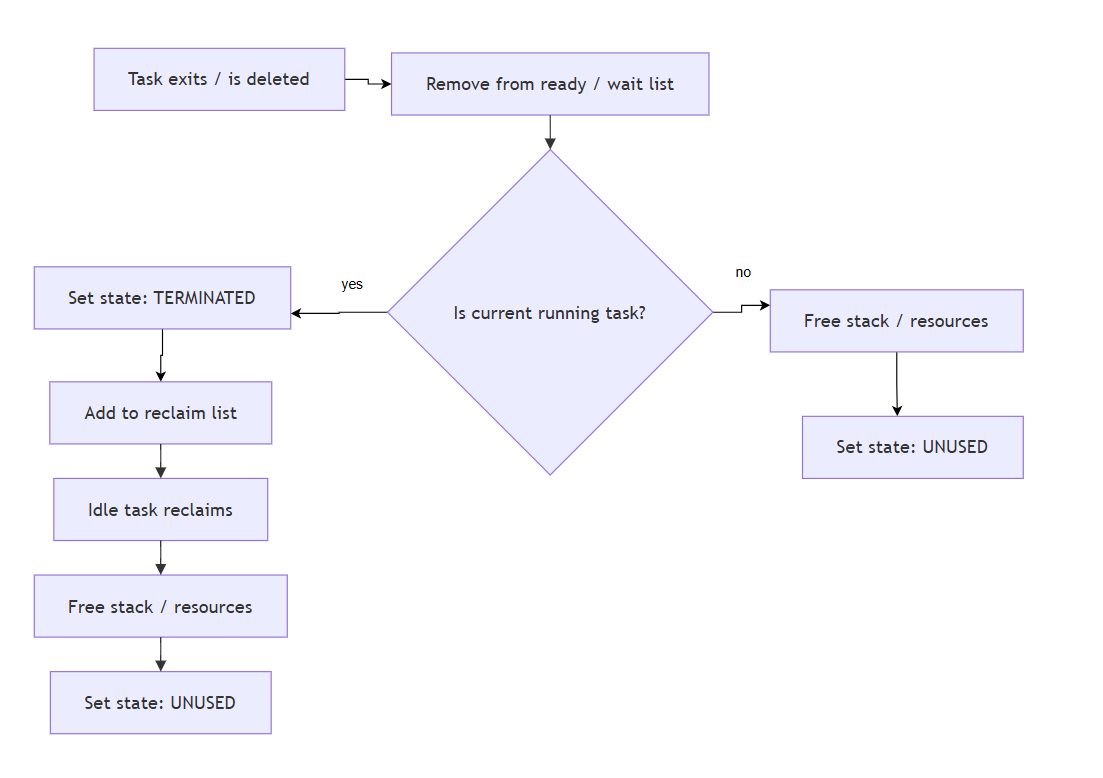 Task exits / is deleted
Remove from ready / wait list
Is current running task?
yes
no
Set state: TERMINATED
Add to reclaim list
Idle task reclaims
Free stack / resources
Set state: UNUSED
Free stack / resources
Set state: UNUSED